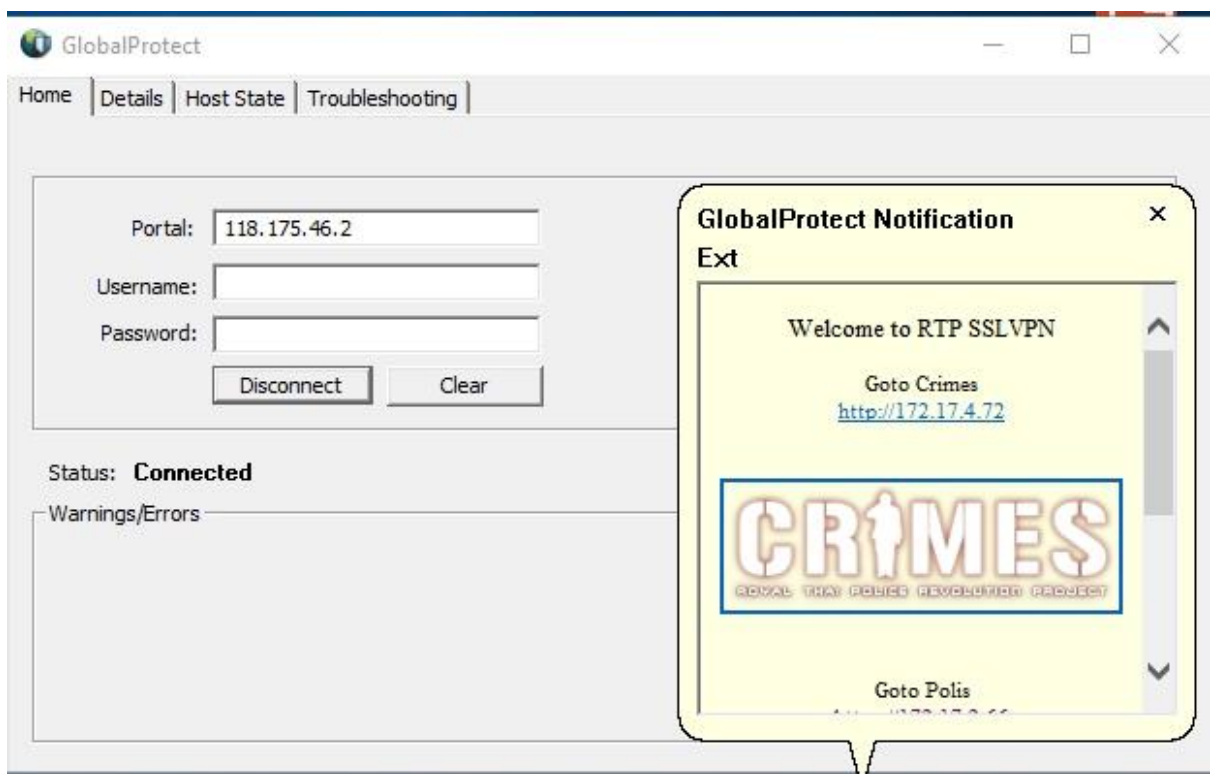 GlobalProtect
Home Details Host State Troubleshooting
Portal: 118.175.46.2
Username:
Password:
Disconnect Clear
Status: Connected
Warnings/Errors
GlobalProtect Notification
Ext
Welcome to RTP SSLVPN
Goto Crimes
http://172.17.4.72
CRIMES
ROYAL THAI POLICE REVOLUTION PROJECT
Goto Polis